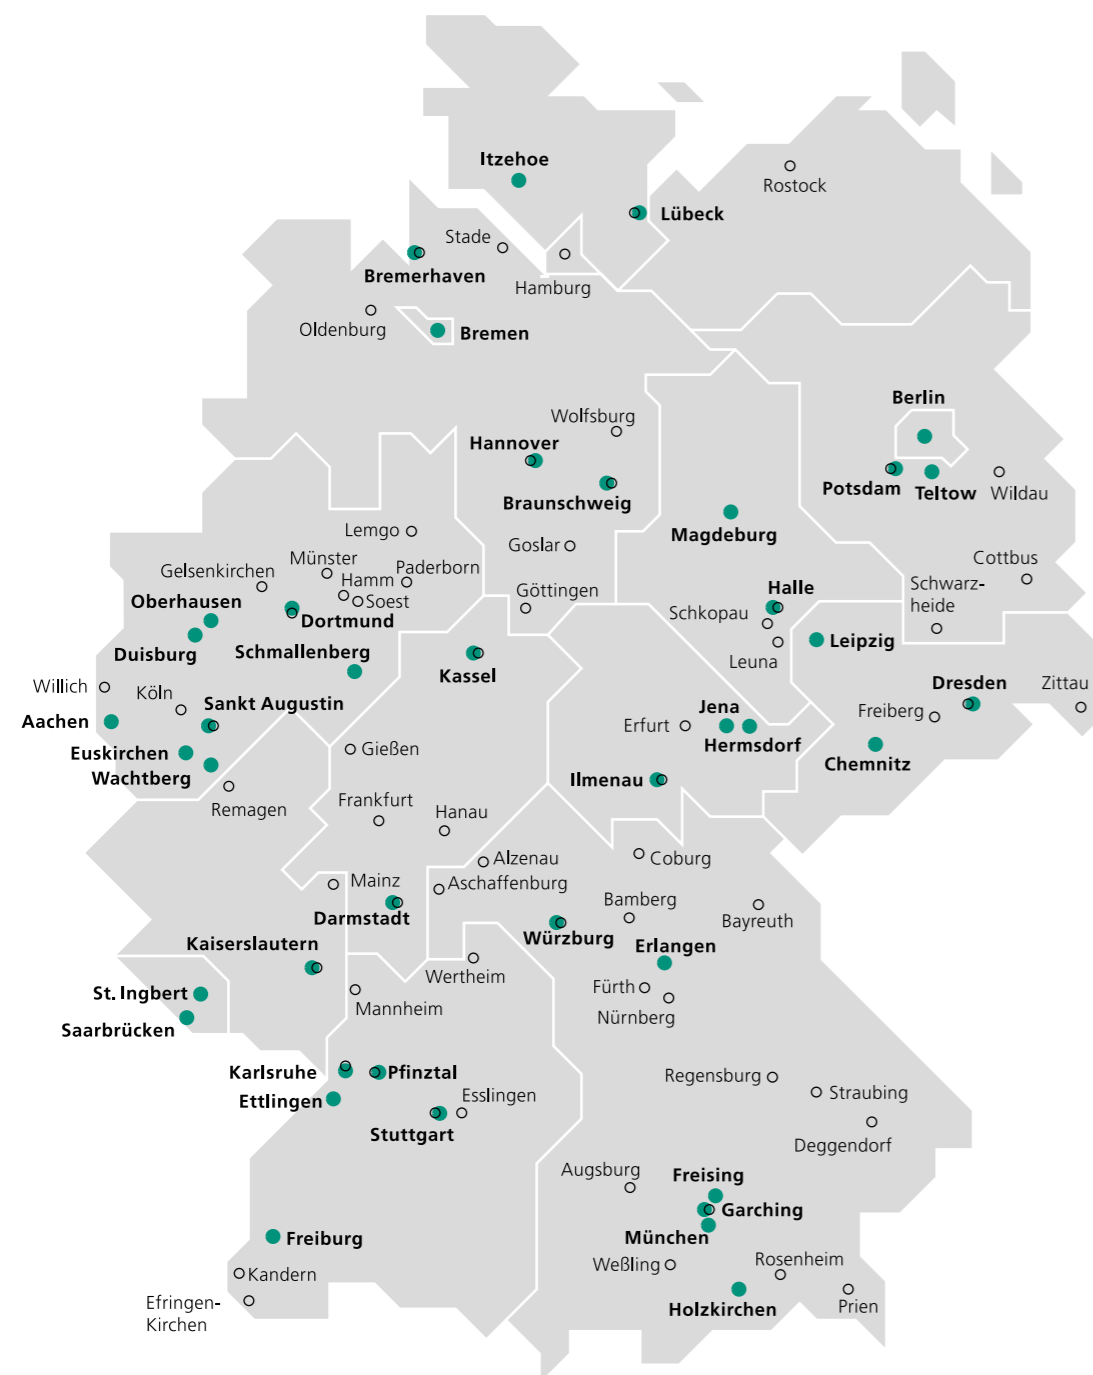 Itzehoe
Rostock
Lübeck
Stade
Bremerhaven
Hamburg
Oldenburg
Bremen
Berlin
Wolfsburg
Hannover
Potsdam
Teltow
Wildau
Braunschweig
Magdeburg
Lemgo
Goslar
Münster
Cottbus
Gelsenkirchen
Hamm
Paderborn
Schwarz-
heide
Göttingen
Halle
Oberhausen
Soest
Schkopau
Dortmund
Leipzig
Duisburg
Schmallenberg
Leuna
Kassel
Willich
Köln
Dresden
Zittau
Sankt Augustin
Jena
Freiberg
Aachen
Erfurt
Hermsdorf
Euskirchen
Gießen
Chemnitz
Wachtberg
Ilmenau
Remagen
Frankfurt
Hanau
Alzenau
Coburg
Mainz
Aschaffenburg
Bamberg
Darmstadt
Bayreuth
Würzburg
Kaiserslautern
Erlangen
Wertheim
St. Ingbert
Fürth
Mannheim
Nürnberg
Saarbrücken
Karlsruhe
Pfinztal
Regensburg
Ettlingen
Esslingen
Straubing
Stuttgart
Deggendorf
Augsburg
Freising
Garching
Freiburg
München
Weßling
Rosenheim
Kandern
Holzkirchen
Prien
Efringen-
Kirchen